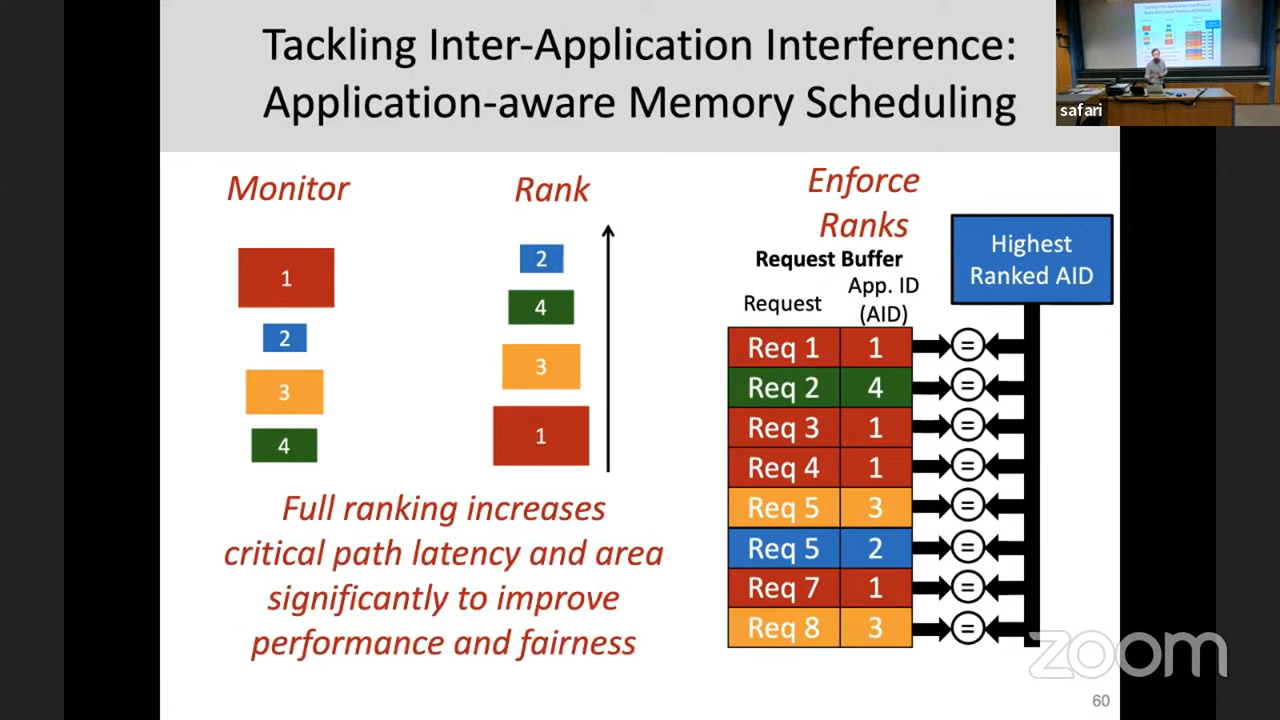 Tackling Inter-Application Interference:
Application-aware Memory Scheduling
safari
Monitor
1
2
3
4
Rank
2
4
3
1
Full ranking increases
critical path latency and area
significantly to improve
performance and fairness
Enforce
Ranks
Request Buffer
Request
App. ID
(AID)
Req 1 1 =
Req 2 4 =
Req 3 1 =
Req 4 1 =
Req 5 3 =
Req 5 2 =
Req 7 1 =
Req 8 3 =
Highest
Ranked AID
zoom
60